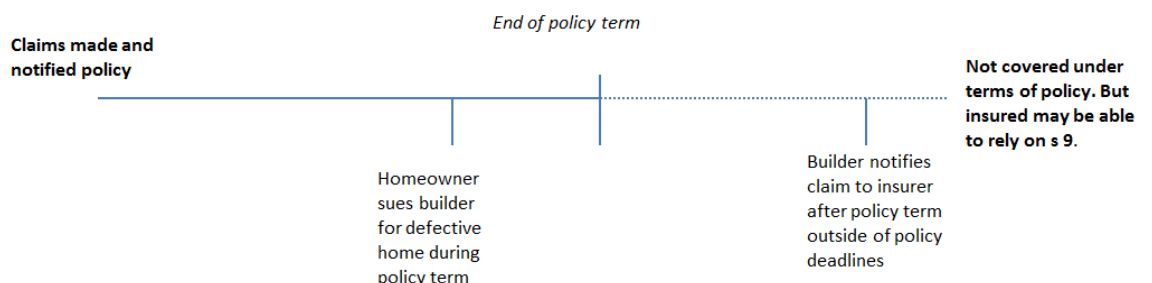 End of policy term
Claims made and
notified policy
Not covered under
terms of policy. But
insured may be able
to rely on s 9.
Homeowner
sues builder
for defective
home during
policy term
Builder notifies
claim to insurer
after policy term
outside of policy
deadlines